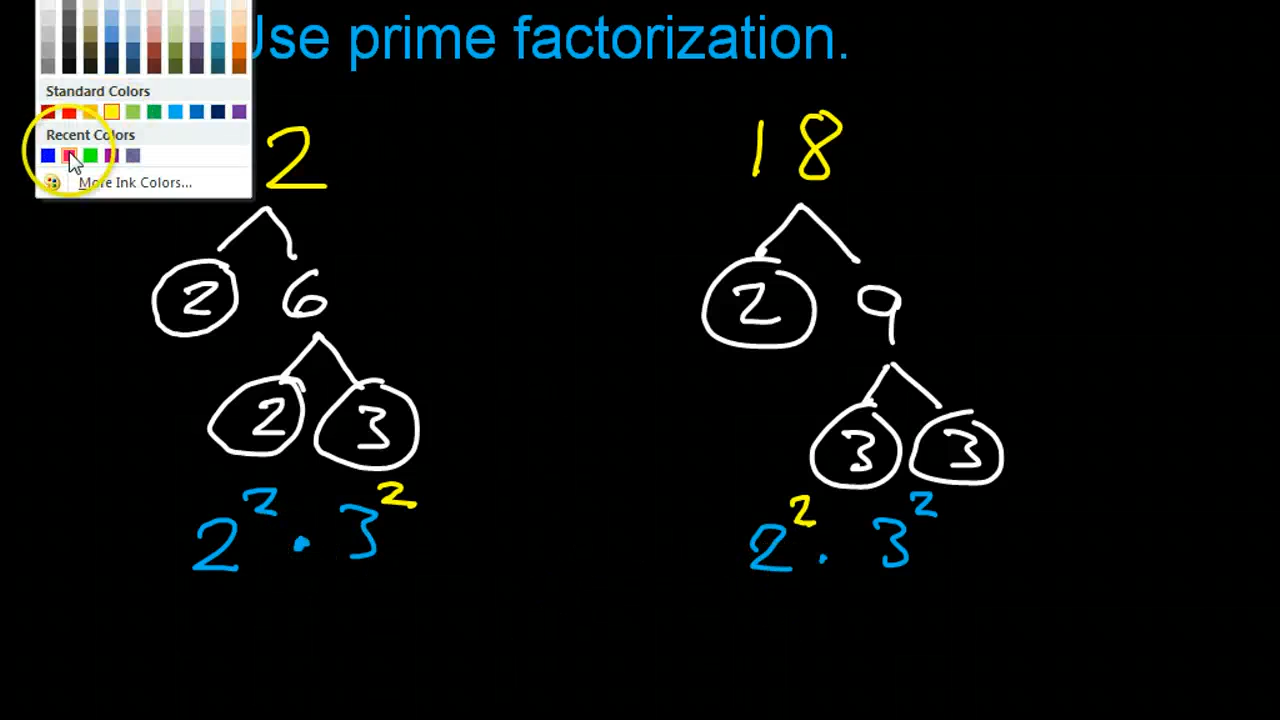 Use prime factorization.
Standard Colors
Recent Colors
More Ink Colors...
2 18
2 6 2 9
2 3 3 3
2² · 3² 2² · 3²